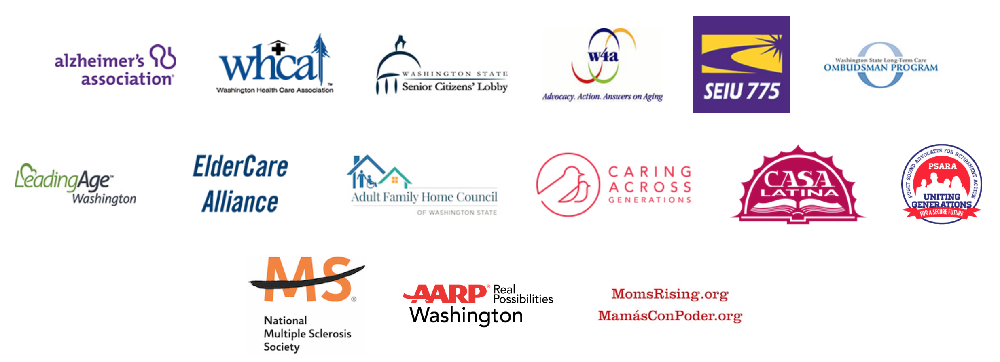 alzheimer's
association®
whca
™
Washington Health Care Association
WASHINGTON STATE
Senior Citizens' Lobby
w4a
Advocacy. Action. Answers on Aging.
SEIU 775
Washington State Long-Term Care
OMBUDSMAN PROGRAM
LeadingAge™
Washington
ElderCare
Alliance
Adult Family Home Council
OF WASHINGTON STATE
CARING
ACROSS
GENERATIONS
CASA
LATINA
PUGET SOUND ADVOCATES FOR RETIREMENT ACTION
PSARA
UNITING
GENERATIONS
FOR A SECURE FUTURE
MS®
National
Multiple Sclerosis
Society
AARP® Real
Possibilities
Washington
MomsRising.org
MamásConPoder.org